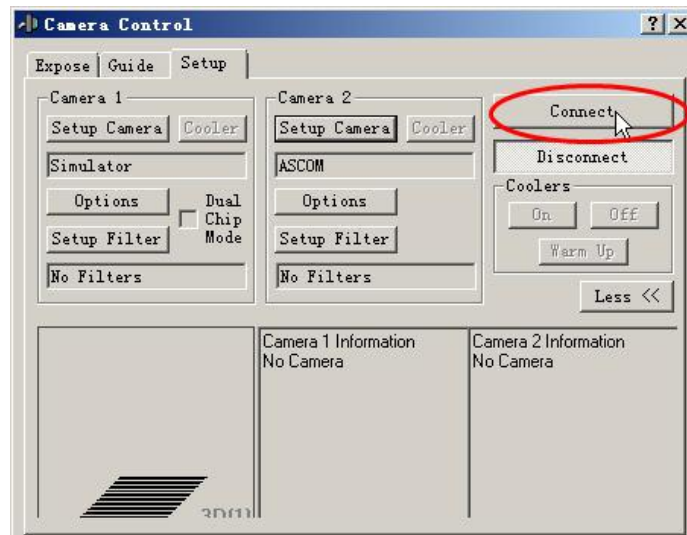 Camera Control
Expose Guide Setup
Camera 1
Setup Camera Cooler
Simulator
Options
Dual
Chip
Mode
Setup Filter
No Filters
Camera 2
Setup Camera Cooler
ASCOM
Options
Setup Filter
No Filters
Connect
Disconnect
Coolers
On Off
Warm Up
Less <<
Camera 1 Information
No Camera
Camera 2 Information
No Camera
3D(1)